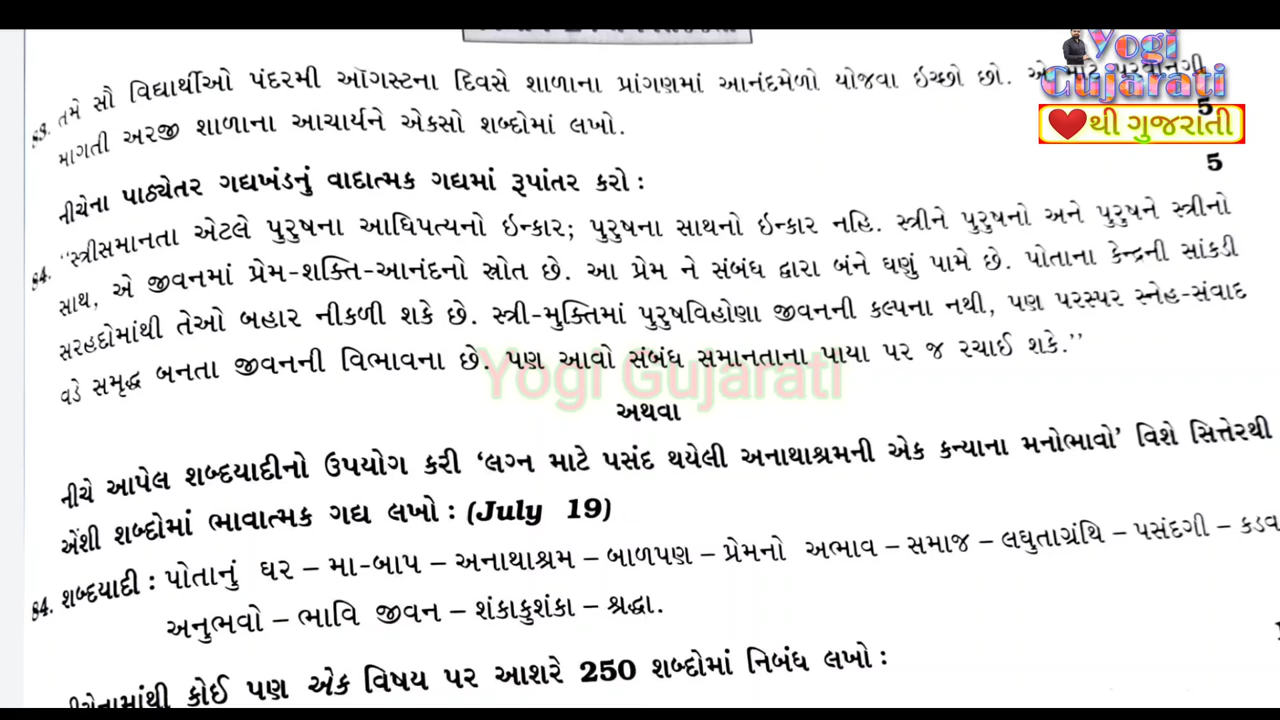 Yogi
Gujarati
❤થી ગુજરાતી
53. તમે સૌ વિદ્યાર્થીઓ પંદરમી ઑગસ્ટના દિવસે શાળાના પ્રાંગણમાં આનંદમેળો યોજવા ઇચ્છો છો. એ
માગતી અરજી શાળાના આચાર્યને એકસો શબ્દોમાં લખો. 5
નીચેના પાઠ્યેતર ગદ્યખંડનું વાદાત્મક ગદ્યમાં રૂપાંતર કરો : 5
54. “સ્ત્રીસમાનતા એટલે પુરુષના આધિપત્યનો ઇન્કાર; પુરુષના સાથનો ઇન્કાર નહિ. સ્ત્રીને પુરુષનો અને પુરુષને સ્ત્રીનો
સાથ, એ જીવનમાં પ્રેમ-શક્તિ-આનંદનો સ્રોત છે. આ પ્રેમ ને સંબંધ દ્વારા બંને ઘણું પામે છે. પોતાના કેન્દ્રની સાંકડી
સરહદોમાંથી તેઓ બહાર નીકળી શકે છે. સ્ત્રી-મુક્તિમાં પુરુષવિહોણા જીવનની કલ્પના નથી, પણ પરસ્પર સ્નેહ-સંવાદ
વડે સમૃદ્ધ બનતા જીવનની વિભાવના છે. પણ આવો સંબંધ સમાનતાના પાયા પર જ રચાઈ શકે.”
Yogi Gujarati
અથવા
નીચે આપેલ શબ્દયાદીનો ઉપયોગ કરી ‘લગ્ન માટે પસંદ થયેલી અનાથાશ્રમની એક કન્યાના મનોભાવો’ વિશે સિત્તેરથી
એંશી શબ્દોમાં ભાવાત્મક ગદ્ય લખો : (July 19)
54. શબ્દયાદી : પોતાનું ઘર – મા-બાપ – અનાથાશ્રમ – બાળપણ – પ્રેમનો અભાવ – સમાજ – લઘુતાગ્રંથિ – પસંદગી – કડવા
અનુભવો – ભાવિ જીવન – શંકાકુશંકા – શ્રદ્ધા.
નીચેનામાંથી કોઈ પણ એક વિષય પર આશરે 250 શબ્દોમાં નિબંધ લખો :